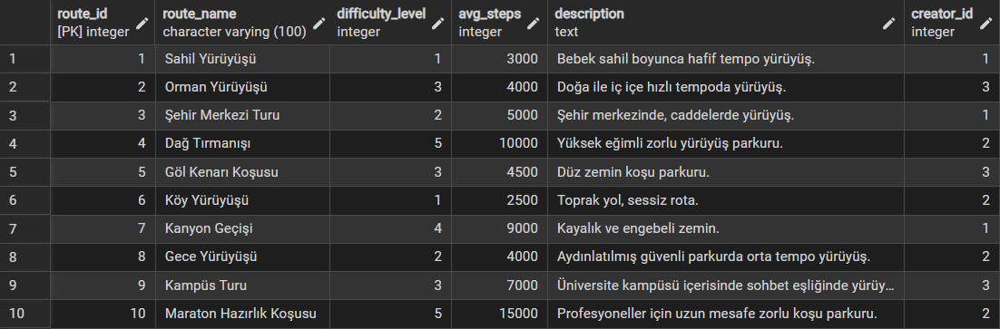 route_id route_name difficulty_level avg_steps description creator_id
[PK] integer character varying (100) integer integer text integer
1 1 Sahil Yürüyüşü 1 3000 Bebek sahil boyunca hafif tempo yürüyüş. 1
2 2 Orman Yürüyüşü 3 4000 Doğa ile iç içe hızlı tempoda yürüyüş. 3
3 3 Şehir Merkezi Turu 2 5000 Şehir merkezinde, caddelerde yürüyüş. 1
4 4 Dağ Tırmanışı 5 10000 Yüksek eğimli zorlu yürüyüş parkuru. 2
5 5 Göl Kenarı Koşusu 3 4500 Düz zemin koşu parkuru. 3
6 6 Köy Yürüyüşü 1 2500 Toprak yol, sessiz rota. 2
7 7 Kanyon Geçişi 4 9000 Kayalık ve engebeli zemin. 1
8 8 Gece Yürüyüşü 2 4000 Aydınlatılmış güvenli parkurda orta tempo yürüyüş. 2
9 9 Kampüs Turu 3 7000 Üniversite kampüsü içerisinde sohbet eşliğinde yürüy... 3
10 10 Maraton Hazırlık Koşusu 5 15000 Profesyoneller için uzun mesafe zorlu koşu parkuru. 2